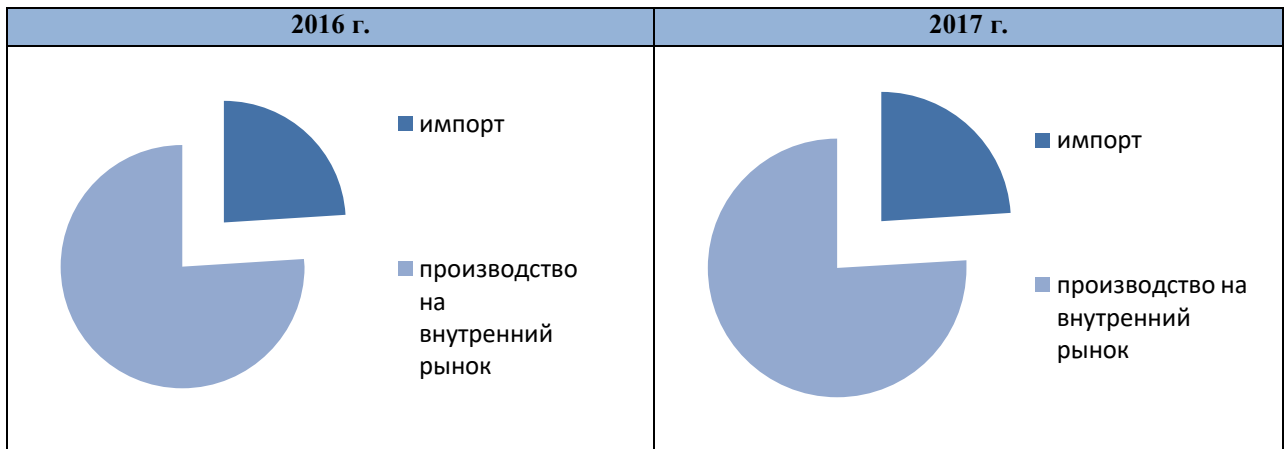 2016 г.
2017 г.
импорт
производство
на
внутренний
рынок
импорт
производство на
внутренний
рынок